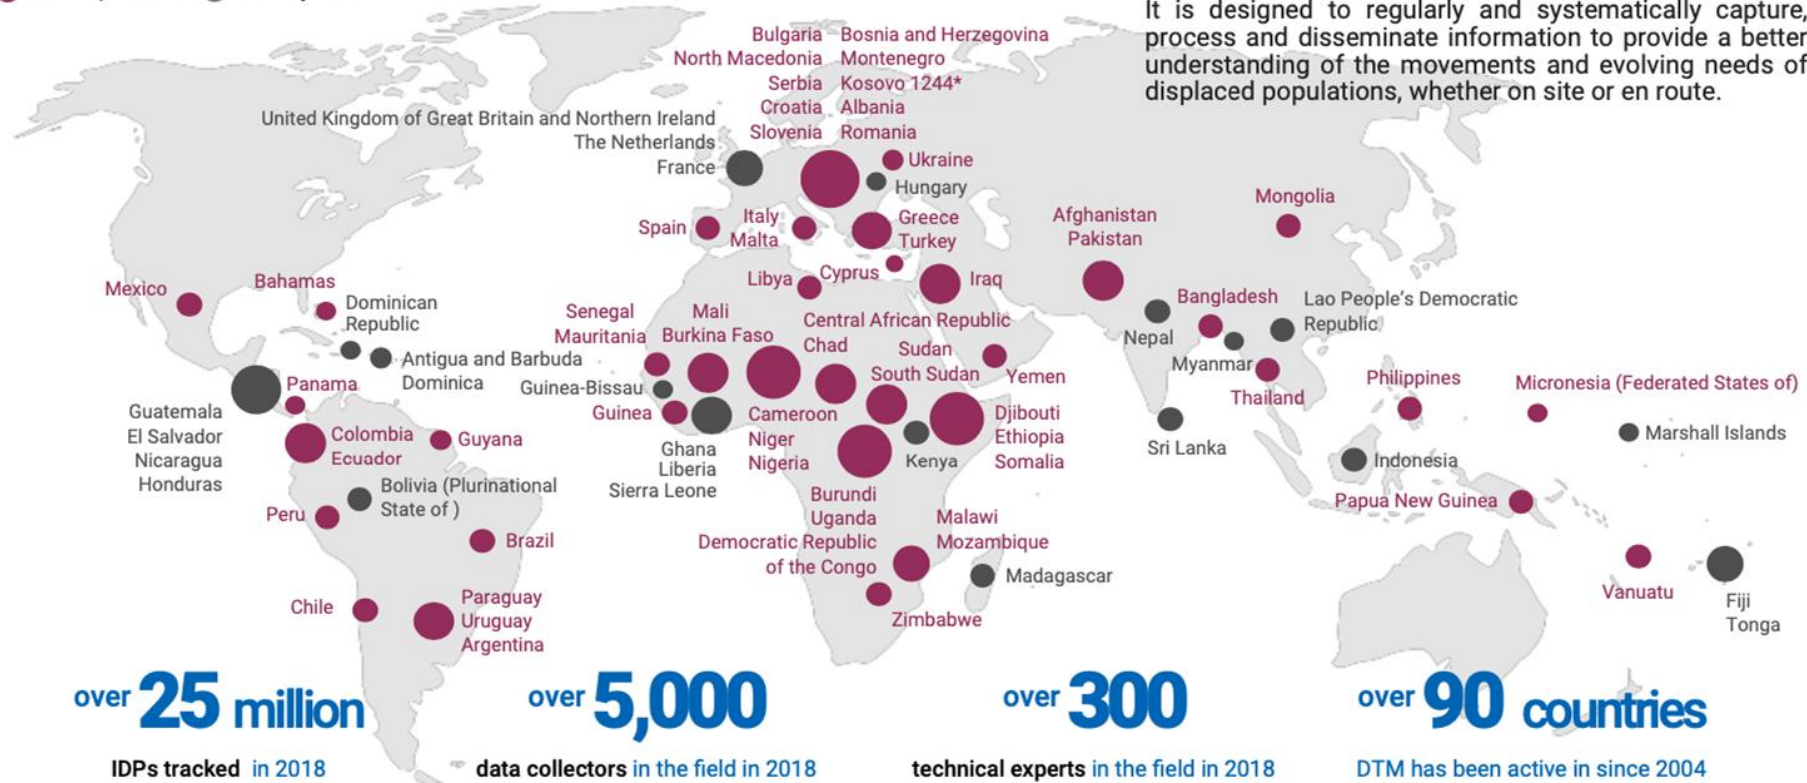 It is designed to regularly and systematically capture,
process and disseminate information to provide a better
understanding of the movements and evolving needs of
displaced populations, whether on site or en route.
Bulgaria
North Macedonia
Serbia
Croatia
Slovenia
Bosnia and Herzegovina
Montenegro
Kosovo 1244*
Albania
Romania
United Kingdom of Great Britain and Northern Ireland
The Netherlands
France
Ukraine
Hungary
Spain
Italy
Malta
Greece
Turkey
Cyprus
Libya
Iraq
Afghanistan
Pakistan
Mongolia
Mexico
Bahamas
Dominican
Republic
Antigua and Barbuda
Dominica
Panama
Guatemala
El Salvador
Nicaragua
Honduras
Colombia
Ecuador
Guyana
Bolivia (Plurinational
State of )
Peru
Brazil
Chile
Paraguay
Uruguay
Argentina
Senegal
Mauritania
Mali
Burkina Faso
Central African Republic
Chad
Sudan
South Sudan
Yemen
Guinea-Bissau
Guinea
Ghana
Liberia
Sierra Leone
Cameroon
Niger
Nigeria
Kenya
Djibouti
Ethiopia
Somalia
Burundi
Uganda
Democratic Republic
of the Congo
Malawi
Mozambique
Madagascar
Zimbabwe
Nepal
Bangladesh
Lao People's Democratic
Republic
Myanmar
Thailand
Sri Lanka
Philippines
Micronesia (Federated States of)
Marshall Islands
Indonesia
Papua New Guinea
Vanuatu
Fiji
Tonga
over 25 million
IDPs tracked in 2018
over 5,000
data collectors in the field in 2018
over 300
technical experts in the field in 2018
over 90 countries
DTM has been active in since 2004